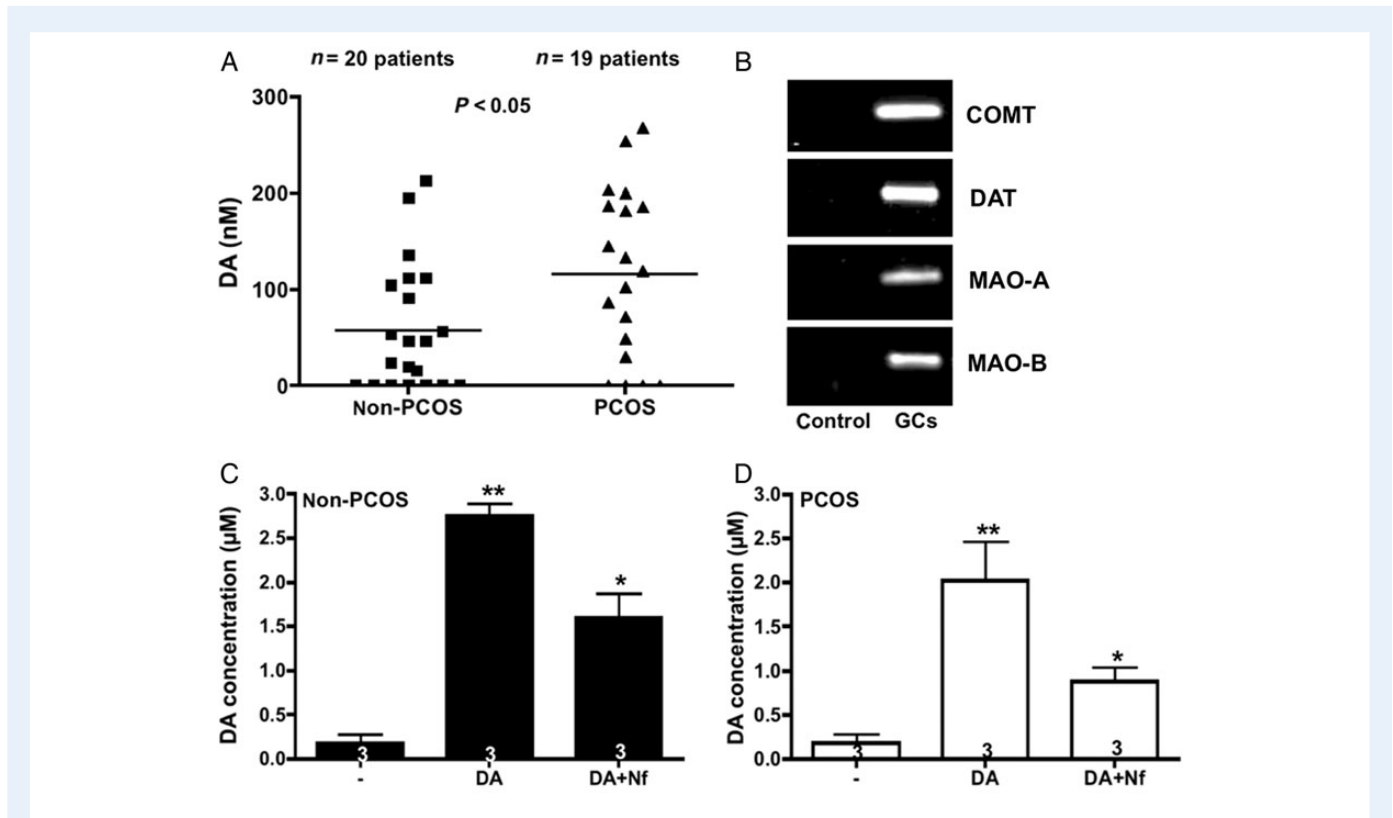 A
n= 20 patients
n= 19 patients
P < 0.05
DA (nM)
300
200
100
0
Non-PCOS
PCOS
B
COMT
DAT
MAO-A
MAO-B
Control GCs
C
Non-PCOS
DA concentration (µM)
3.0
2.5
2.0
1.5
1.0
0.5
0.0
**
*
3
3
3
-
DA
DA+Nf
D
PCOS
DA concentration (µM)
3.0
2.5
2.0
1.5
1.0
0.5
0.0
**
*
3
3
3
-
DA
DA+Nf